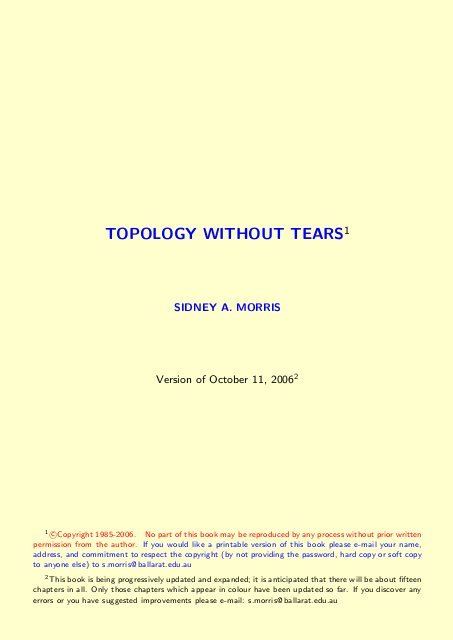 TOPOLOGY WITHOUT TEARS¹
SIDNEY A. MORRIS
Version of October 11, 2006²
¹©Copyright 1985-2006. No part of this book may be reproduced by any process without prior written
permission from the author. If you would like a printable version of this book please e-mail your name,
address, and commitment to respect the copyright (by not providing the password, hard copy or soft copy
to anyone else) to s.morris@ballarat.edu.au
²This book is being progressively updated and expanded; it is anticipated that there will be about fifteen
chapters in all. Only those chapters which appear in colour have been updated so far. If you discover any
errors or you have suggested improvements please e-mail: s.morris@ballarat.edu.au